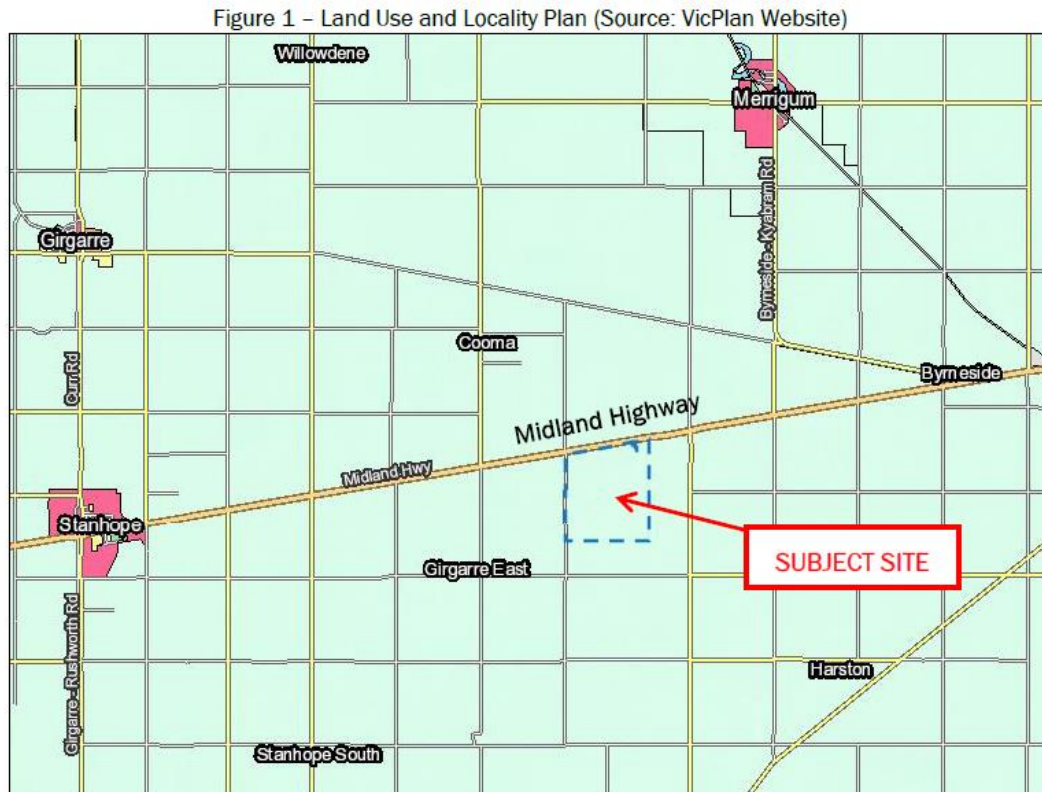 Figure 1 – Land Use and Locality Plan (Source: VicPlan Website)
Willowdene
Merrigum
Byrneside - Kyabram Rd
Girgarre
Cooma
Byrneside
Curr Rd
Midland Highway
Midland Hwy
Stanhope
SUBJECT SITE
Girgarre East
Girgarre - Rushworth Rd
Harston
Stanhope South